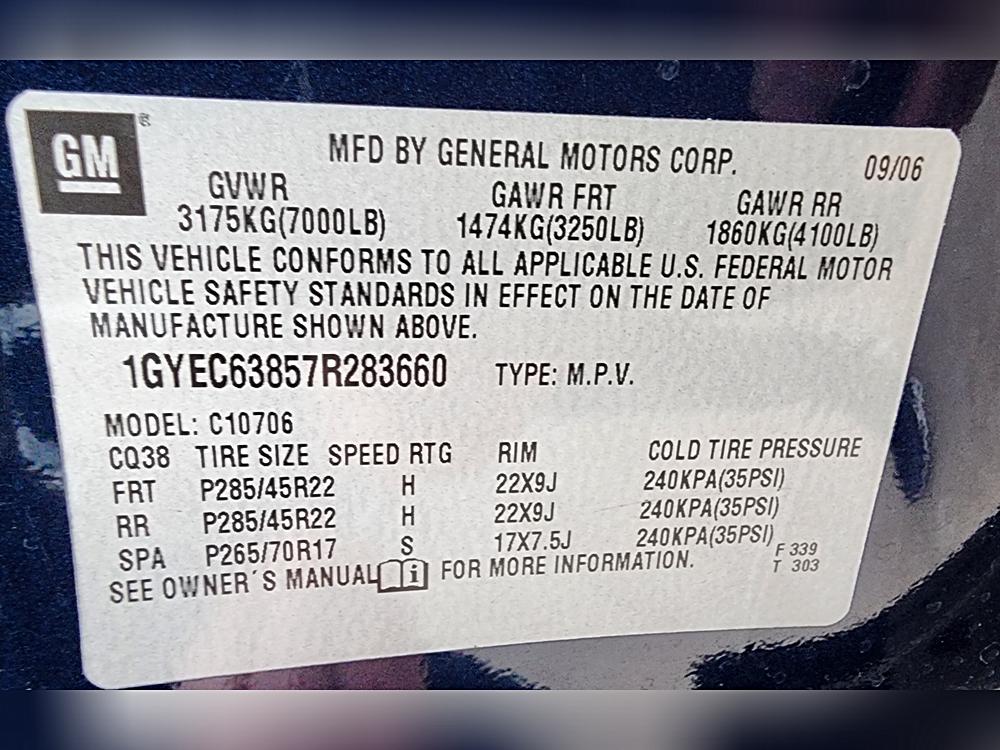 GM ®
MFD BY GENERAL MOTORS CORP. 09/06
GVWR GAWR FRT GAWR RR
3175KG(7000LB) 1474KG(3250LB) 1860KG(4100LB)
THIS VEHICLE CONFORMS TO ALL APPLICABLE U.S. FEDERAL MOTOR
VEHICLE SAFETY STANDARDS IN EFFECT ON THE DATE OF
MANUFACTURE SHOWN ABOVE.
1GYEC63857R283660 TYPE: M.P.V.
MODEL: C10706
CQ38 TIRE SIZE SPEED RTG RIM COLD TIRE PRESSURE
FRT P285/45R22 H 22X9J 240KPA(35PSI)
RR P285/45R22 H 22X9J 240KPA(35PSI)
SPA P265/70R17 S 17X7.5J 240KPA(35PSI)
SEE OWNER´S MANUAL i FOR MORE INFORMATION.
F 339
T 303